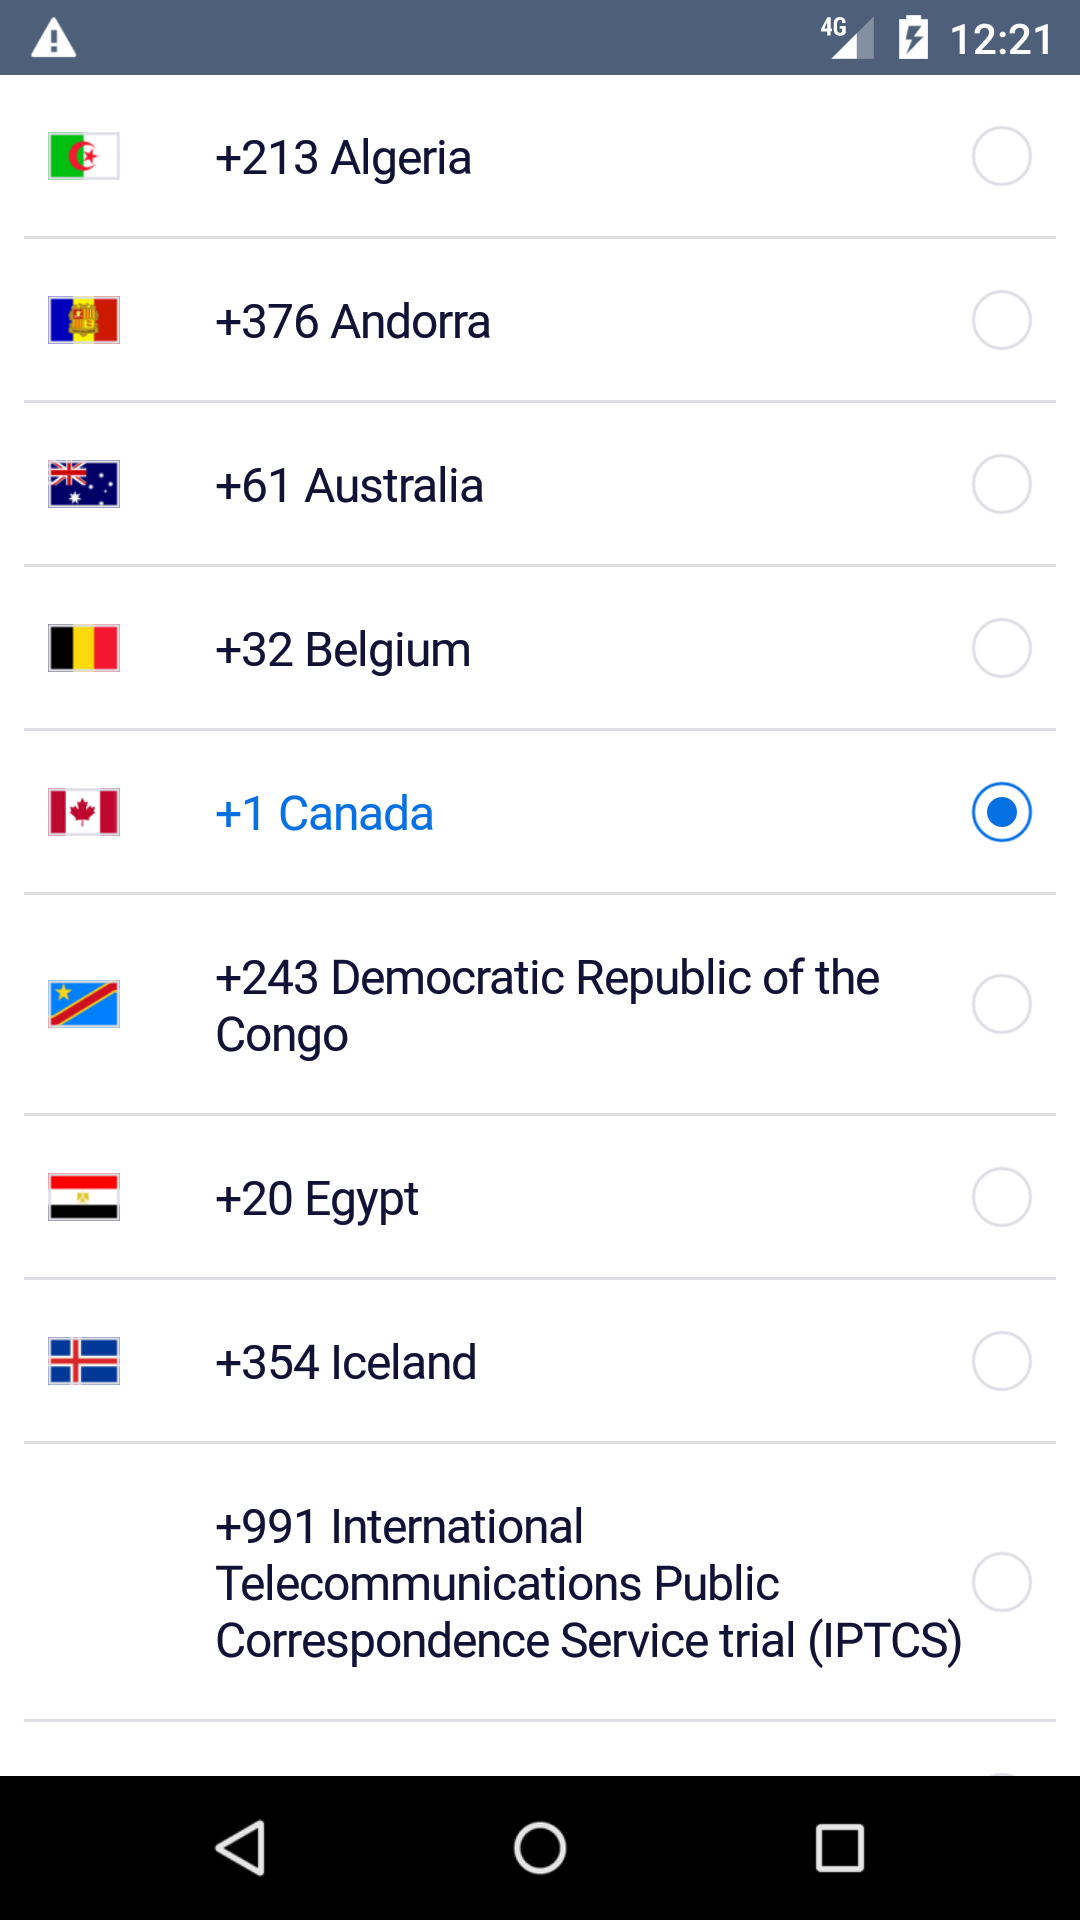 4G 12:21
+213 Algeria
+376 Andorra
+61 Australia
+32 Belgium
+1 Canada
+243 Democratic Republic of the
Congo
+20 Egypt
+354 Iceland
+991 International
Telecommunications Public
Correspondence Service trial (IPTCS)